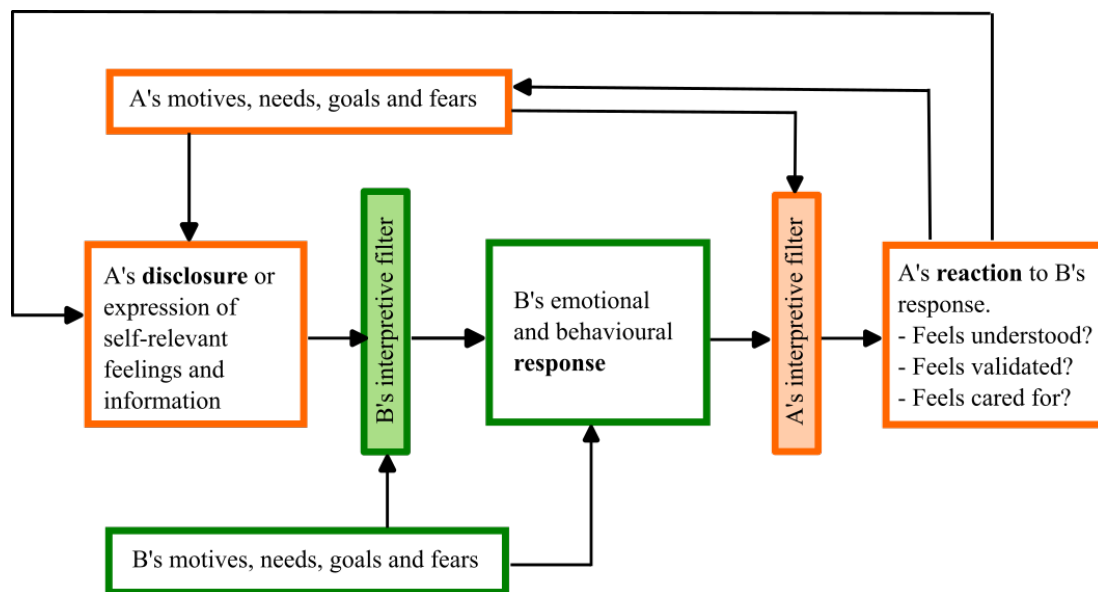 A's motives, needs, goals and fears
A's disclosure or
expression of
self-relevant
feelings and
information
B's interpretive filter
B's emotional
and behavioural
response
A's interpretive filter
A's reaction to B's
response.
- Feels understood?
- Feels validated?
- Feels cared for?
B's motives, needs, goals and fears